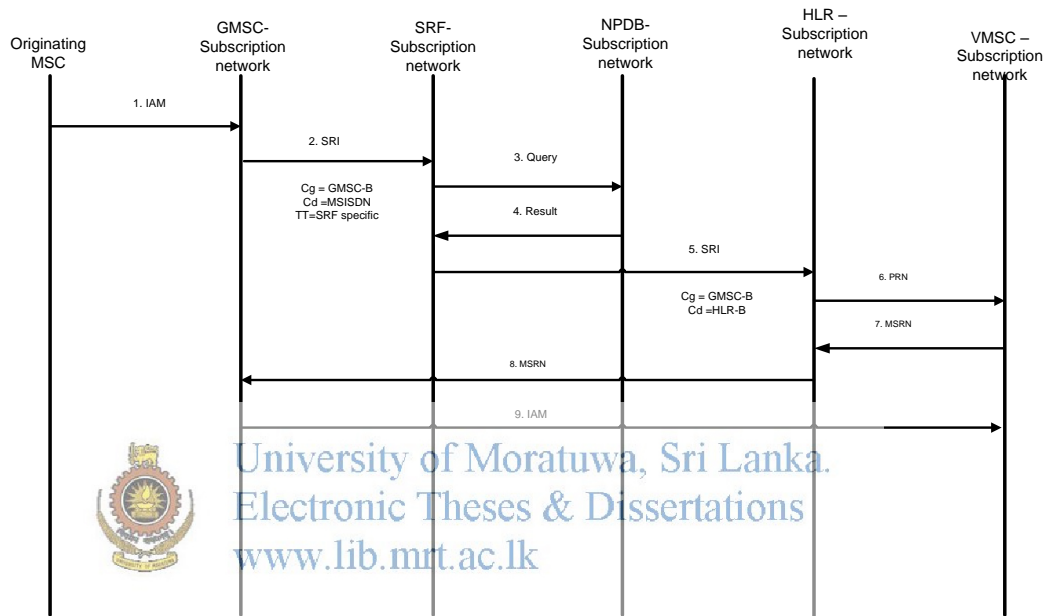 Originating
MSC
GMSC-
Subscription
network
SRF-
Subscription
network
NPDB-
Subscription
network
HLR –
Subscription
network
VMSC –
Subscription
network
1. IAM
2. SRI
Cg = GMSC-B
Cd =MSISDN
TT=SRF specific
3. Query
4. Result
5. SRI
Cg = GMSC-B
Cd =HLR-B
6. PRN
7. MSRN
8. MSRN
9. IAM
University of Moratuwa, Sri Lanka.
Electronic Theses & Dissertations
www.lib.mrt.ac.lk